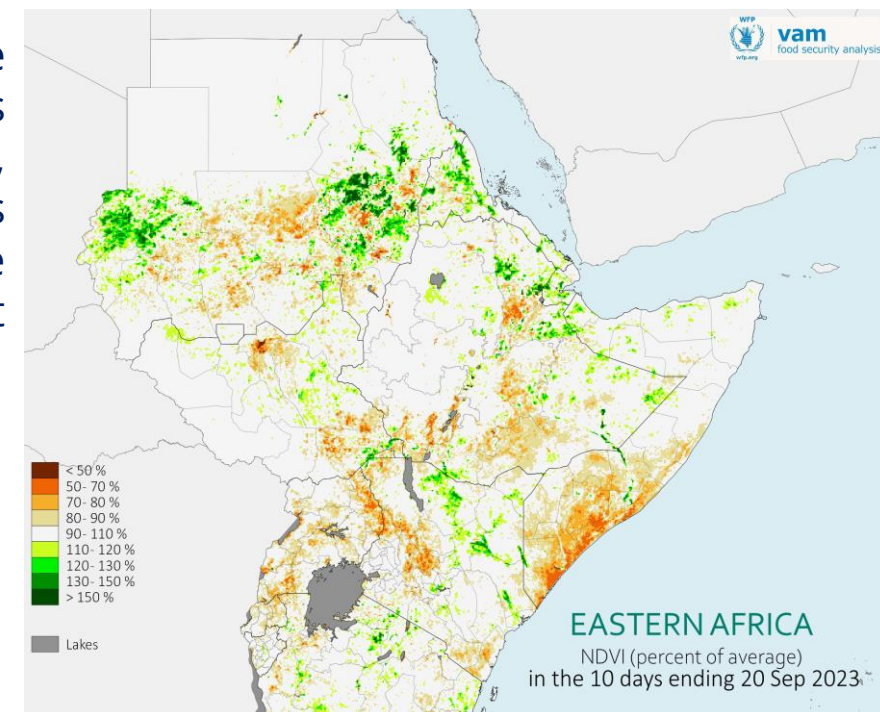 WFP
wfp.org
vam
food security analysis
< 50 %
50- 70 %
70- 80 %
80- 90 %
90- 110 %
110- 120 %
120- 130 %
130- 150 %
> 150 %
Lakes
EASTERN AFRICA
NDVI (percent of average)
in the 10 days ending 20 Sep 2023